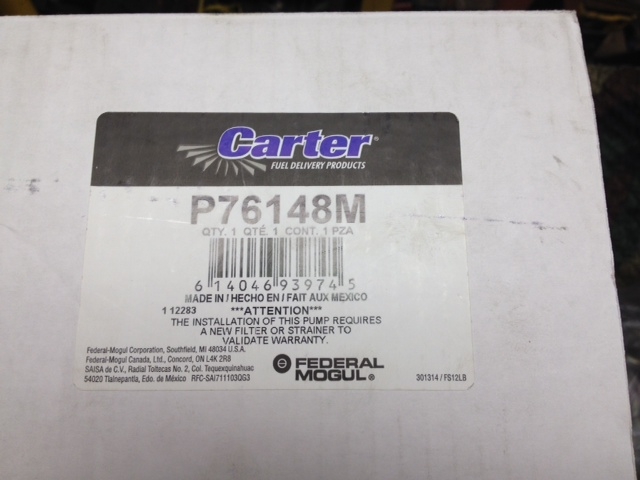 Carter®
FUEL DELIVERY PRODUCTS
P76148M
QTY. 1 QTÉ. 1 CONT. 1 PZA
6 14046 93974 5
MADE IN / HECHO EN / FAIT AUX MEXICO
1 12283 ***ATTENTION***
THE INSTALLATION OF THIS PUMP REQUIRES
A NEW FILTER OR STRAINER TO
VALIDATE WARRANTY.
Federal-Mogul Corporation, Southfield, MI 48034 U.S.A.
Federal-Mogul Canada, Ltd., Concord, ON L4K 2R8
SAISA de C.V., Radial Toltecas No. 2, Col. Tequexquinahuac
54020 Tlalnepantla, Edo. de México RFC-SAI711103QG3
FEDERAL
MOGUL®
301314 / FS12LB